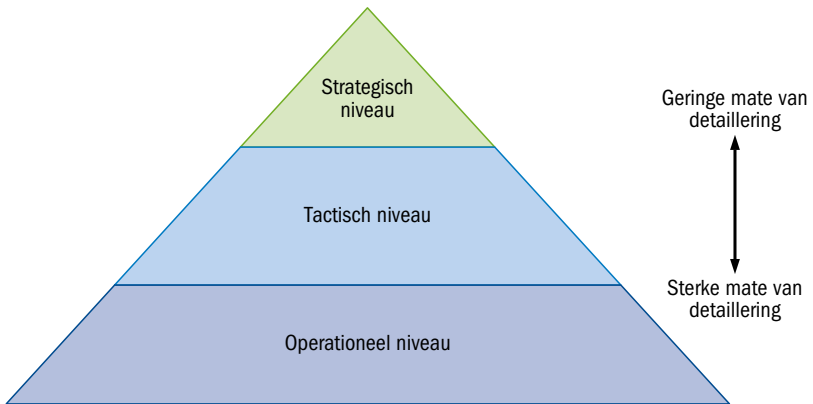 Strategisch
niveau
Geringe mate van
detaillering
Tactisch niveau
Sterke mate van
detaillering
Operationeel niveau